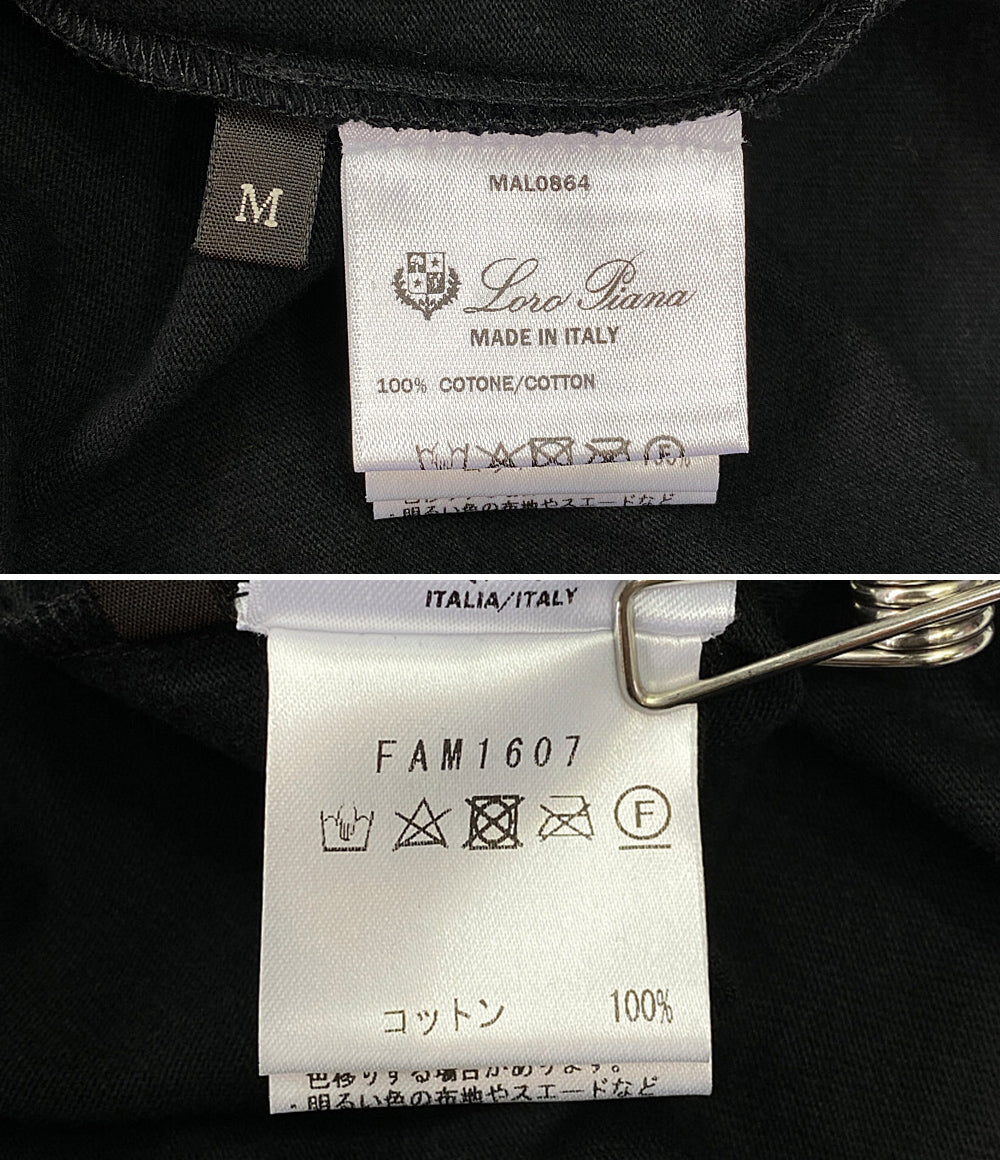 M
MAL0864
Loro Piana
MADE IN ITALY
100% COTONE/COTTON
・明るい色の布地やスエードなど
ITALIA/ITALY
FAM1607
F
コットン 100%
色移りする場合があります。
・明るい色の布地やスエードなど